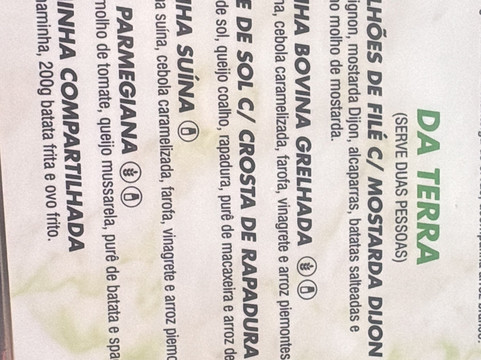 DA TERRA
(SERVE DUAS PESSOAS)
LHÕES DE FILÉ C/ MOSTARDA DIJON
ignon, mostarda Dijon, alcaparras, batatas salteadas e
o molho de mostarda.
HA BOVINA GRELHADA
na, cebola caramelizada, farofa, vinagrete e arroz piemontes
E DE SOL C/ CROSTA DE RAPADURA
de sol, queijo coalho, rapadura, purê de macaxeira e arroz de
HA SUÍNA
a suína, cebola caramelizada, farofa, vinagrete e arroz piemo
PARMEGIANA
molho de tomate, queijo mussarela, purê de batata e spa
INHA COMPARTILHADA
aminha, 200g batata frita e ovo frito.